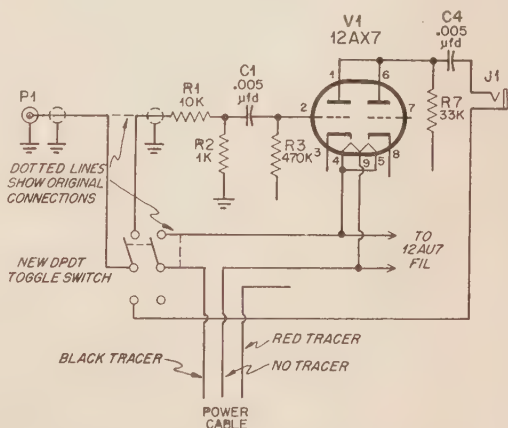 V1
12AX7
C4
.005
µfd
P1
R1
10K
C1
.005
µfd
J1
1
6
2
7
R7
33K
R2
1K
R3
470K
3
4
9
5
8
DOTTED LINES
SHOW ORIGINAL
CONNECTIONS
NEW DPDT
TOGGLE SWITCH
TO
12AU7
FIL
RED TRACER
BLACK TRACER
NO TRACER
POWER
CABLE